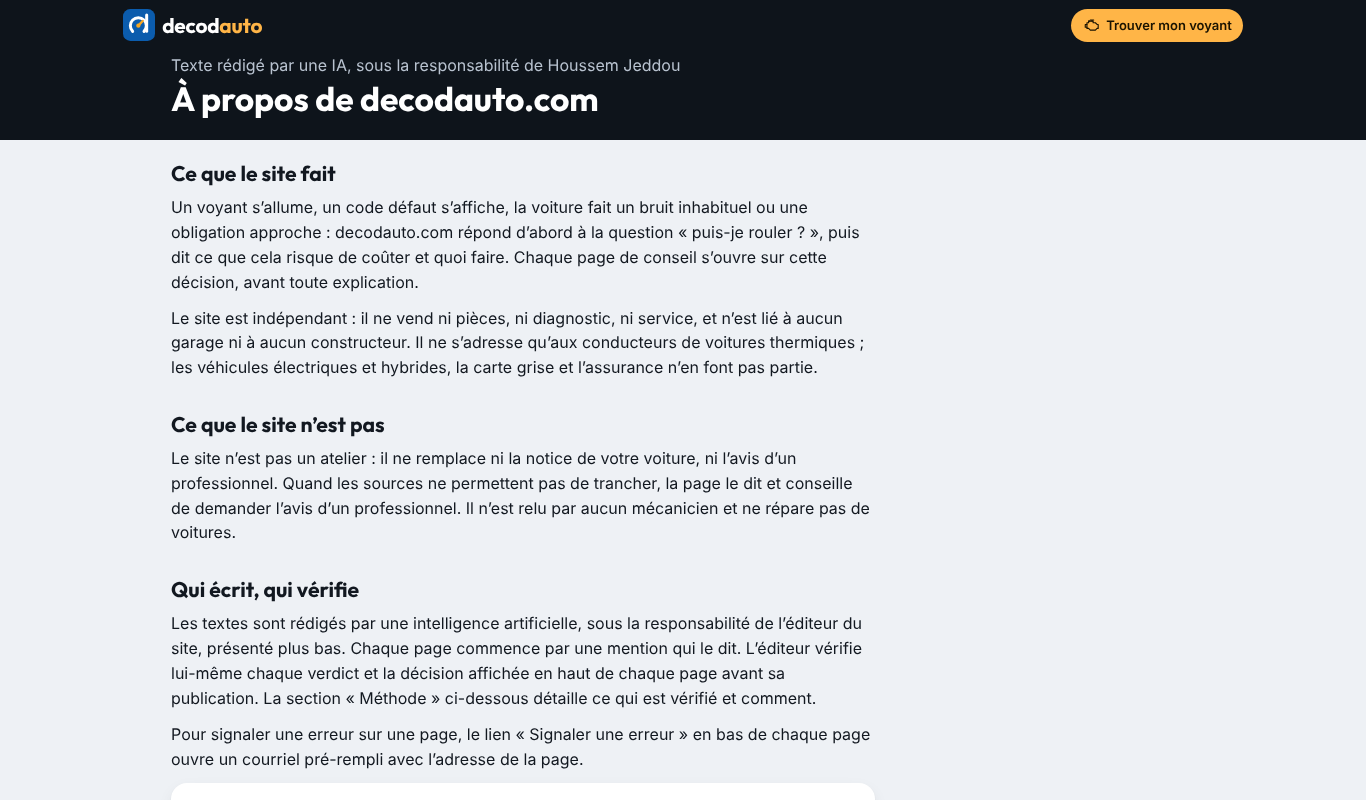 decodauto
Trouver mon voyant
Texte rédigé par une IA, sous la responsabilité de Houssem Jeddou
À propos de decodauto.com
Ce que le site fait
Un voyant s’allume, un code défaut s’affiche, la voiture fait un bruit inhabituel ou une
obligation approche : decodauto.com répond d’abord à la question « puis-je rouler ? », puis
dit ce que cela risque de coûter et quoi faire. Chaque page de conseil s’ouvre sur cette
décision, avant toute explication.
Le site est indépendant : il ne vend ni pièces, ni diagnostic, ni service, et n’est lié à aucun
garage ni à aucun constructeur. Il ne s’adresse qu’aux conducteurs de voitures thermiques ;
les véhicules électriques et hybrides, la carte grise et l’assurance n’en font pas partie.
Ce que le site n’est pas
Le site n’est pas un atelier : il ne remplace ni la notice de votre voiture, ni l’avis d’un
professionnel. Quand les sources ne permettent pas de trancher, la page le dit et conseille
de demander l’avis d’un professionnel. Il n’est relu par aucun mécanicien et ne répare pas de
voitures.
Qui écrit, qui vérifie
Les textes sont rédigés par une intelligence artificielle, sous la responsabilité de l’éditeur du
site, présenté plus bas. Chaque page commence par une mention qui le dit. L’éditeur vérifie
lui-même chaque verdict et la décision affichée en haut de chaque page avant sa
publication. La section « Méthode » ci-dessous détaille ce qui est vérifié et comment.
Pour signaler une erreur sur une page, le lien « Signaler une erreur » en bas de chaque page
ouvre un courriel pré-rempli avec l’adresse de la page.